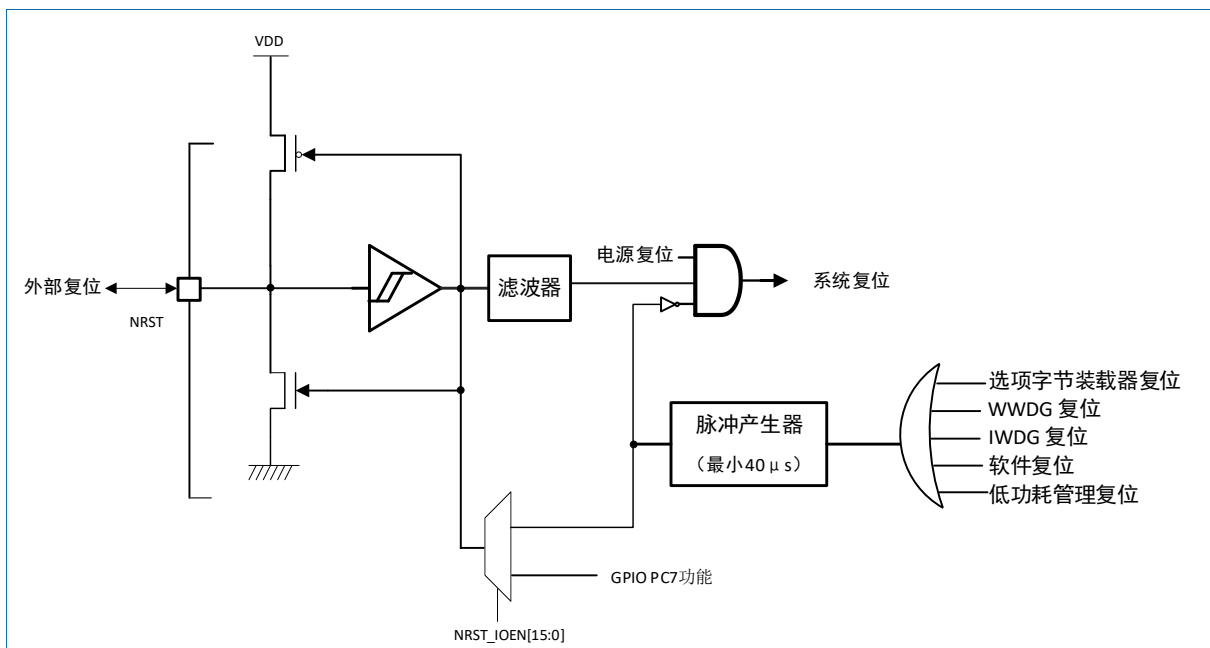 VDD
外部复位
NRST
滤波器
电源复位
系统复位
脉冲产生器
（最小40μs）
选项字节装载器复位
WWDG 复位
IWDG 复位
软件复位
低功耗管理复位
GPIO PC7功能
NRST_IOEN[15:0]